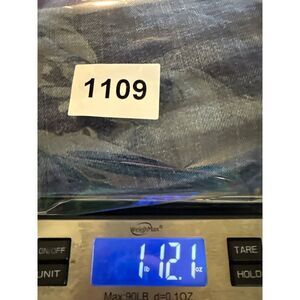 1109
WeighMax
ON/OFF
UNIT
1:12.1
lb oz
TARE
HOLD
Max:90LB d=0.1OZ